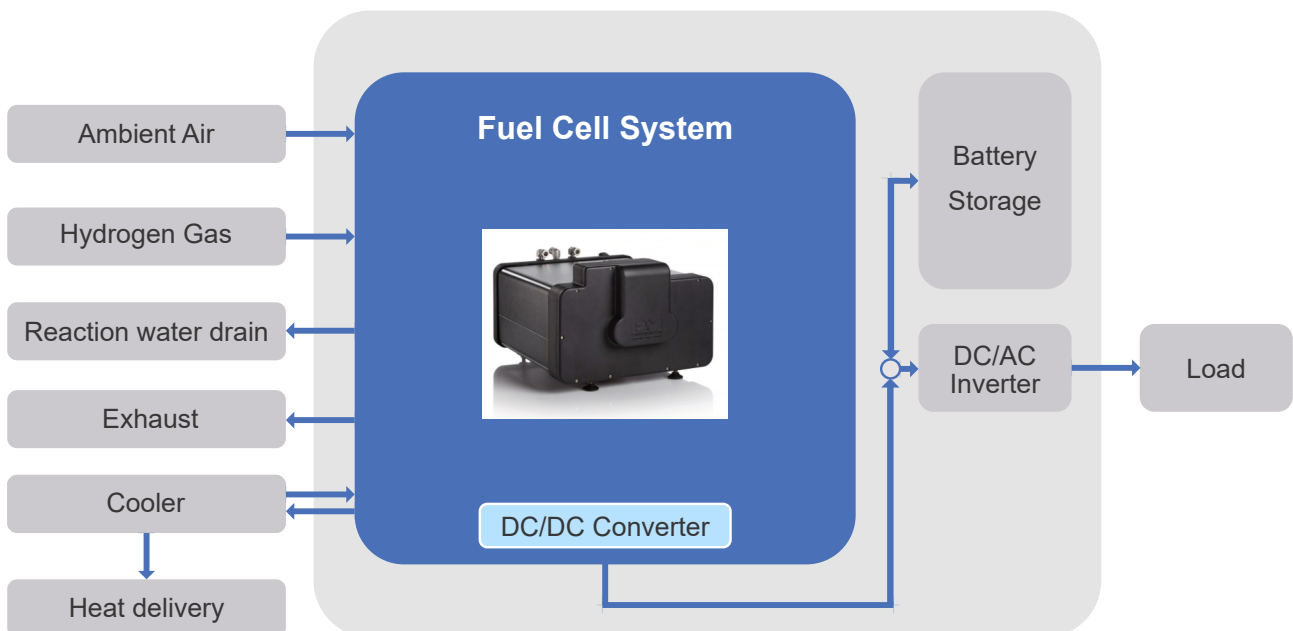 Fuel Cell System
Ambient Air
Hydrogen Gas
Reaction water drain
Exhaust
Cooler
Heat delivery
DC/DC Converter
Battery
Storage
DC/AC
Inverter
Load